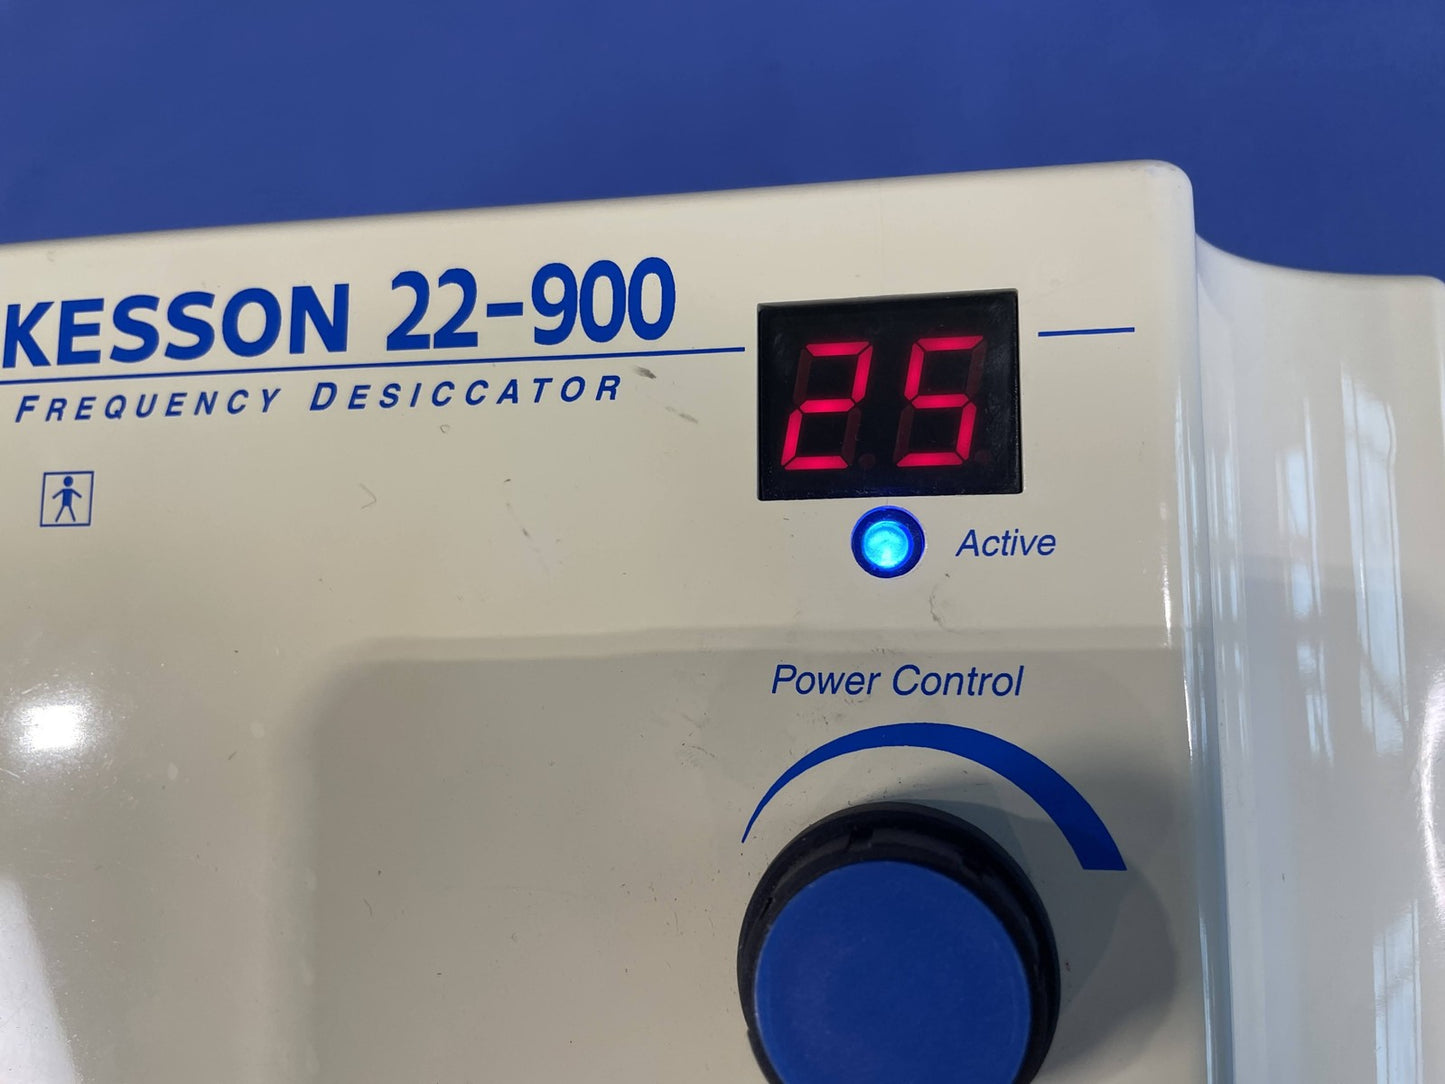 KESSON 22-900
FREQUENCY DESICCATOR
25
Active
Power Control